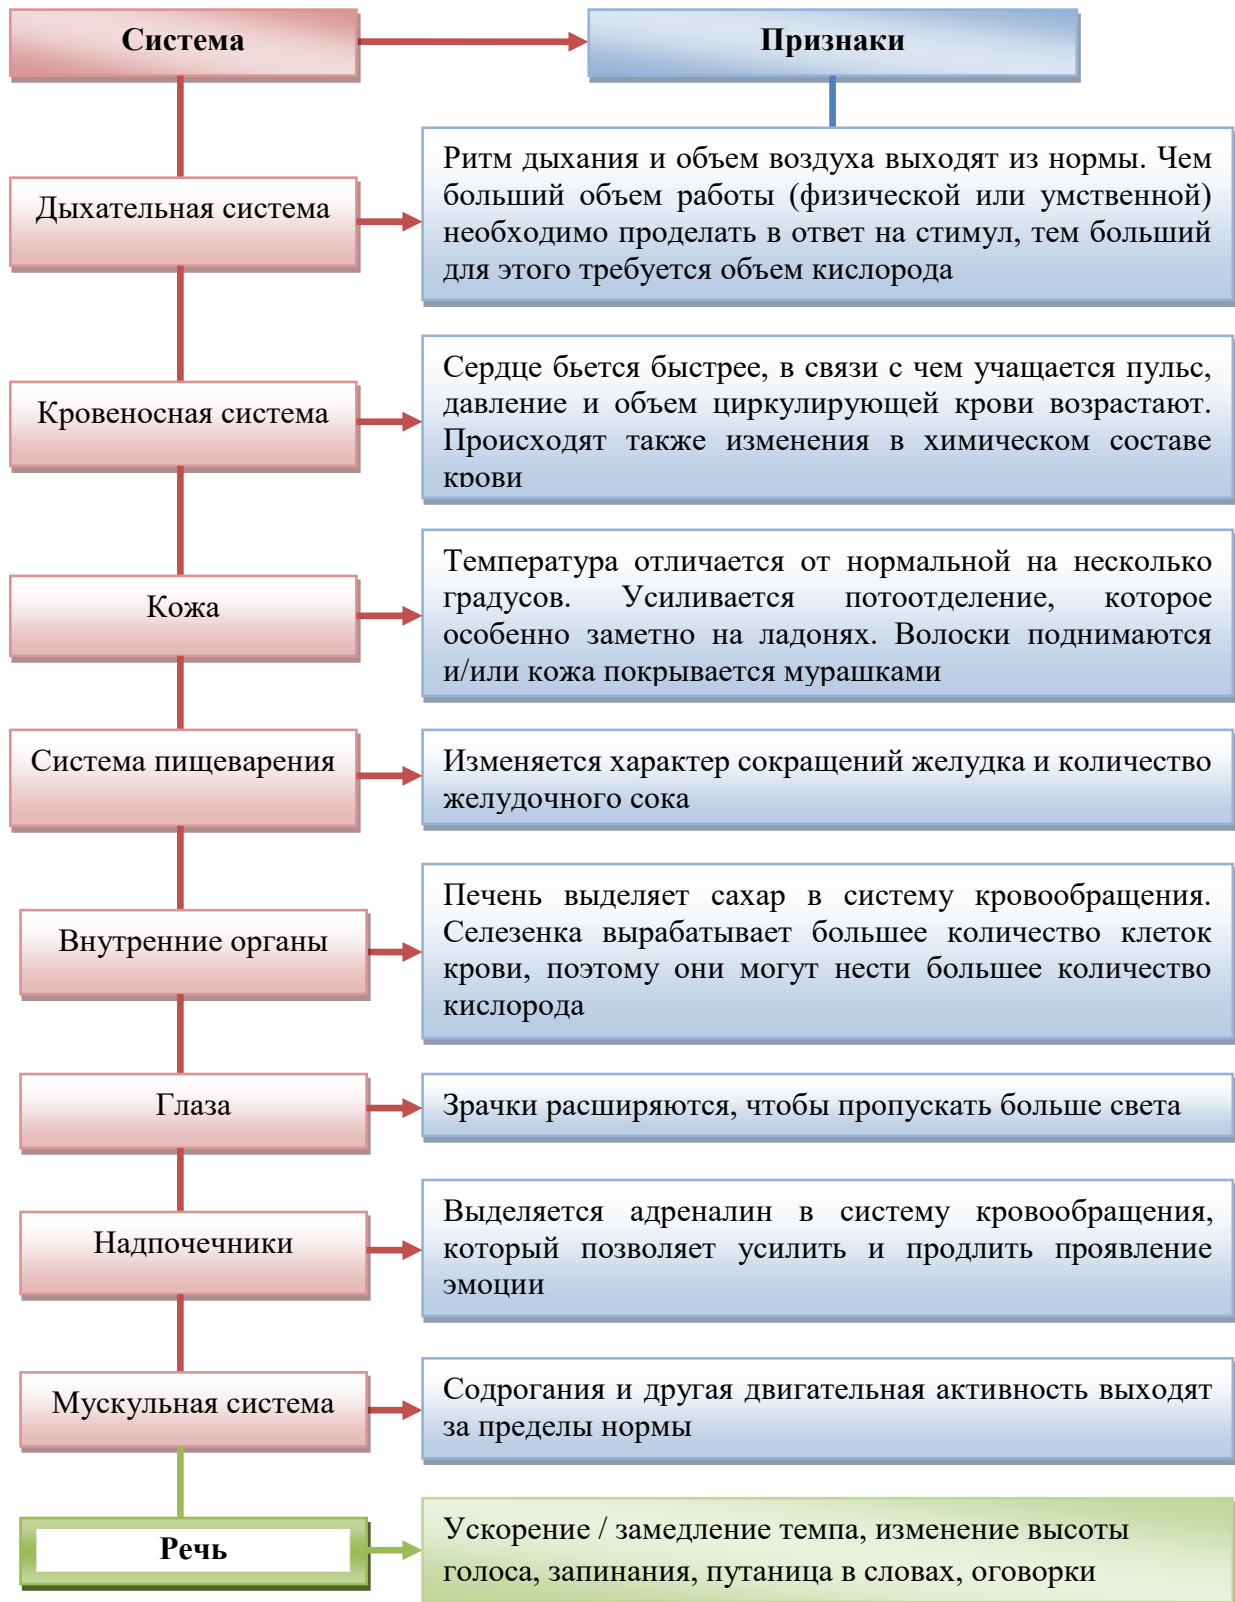 Система
Признаки
Дыхательная система
Ритм дыхания и объем воздуха выходят из нормы. Чем
больший объем работы (физической или умственной)
необходимо проделать в ответ на стимул, тем больший
для этого требуется объем кислорода
Кровеносная система
Сердце бьется быстрее, в связи с чем учащается пульс,
давление и объем циркулирующей крови возрастают.
Происходят также изменения в химическом составе
крови
Кожа
Температура отличается от нормальной на несколько
градусов. Усиливается потоотделение, которое
особенно заметно на ладонях. Волоски поднимаются
и/или кожа покрывается мурашками
Система пищеварения
Изменяется характер сокращений желудка и количество
желудочного сока
Внутренние органы
Печень выделяет сахар в систему кровообращения.
Селезенка вырабатывает большее количество клеток
крови, поэтому они могут нести большее количество
кислорода
Глаза
Зрачки расширяются, чтобы пропускать больше света
Надпочечники
Выделяется адреналин в систему кровообращения,
который позволяет усилить и продлить проявление
эмоции
Мускульная система
Содрогания и другая двигательная активность выходят
за пределы нормы
Речь
Ускорение / замедление темпа, изменение высоты
голоса, запинания, путаница в словах, оговорки